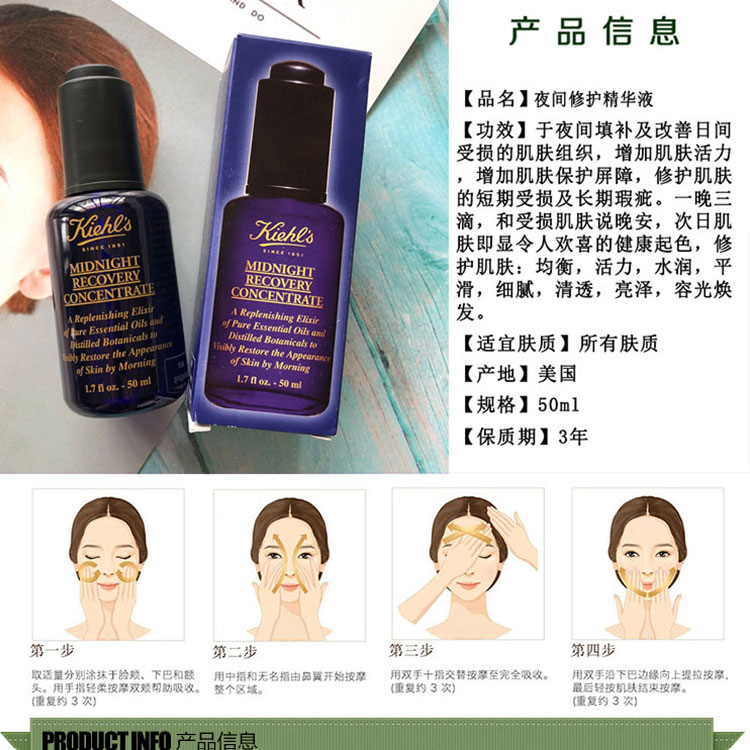 AND DO
产品信息
Kiehl's
SINCE 1851
MIDNIGHT
RECOVERY
CONCENTRATE
A Replenishing Elixir
of Pure Essential Oils and
Distilled Botanicals to
Visibly Restore the Appearance
of Skin by Morning
1.7 fl oz. - 50 ml
Kiehl's
SINCE 1851
MIDNIGHT
RECOVERY
CONCENTRATE
A Replenishing Elixir
of Pure Essential Oils and
Distilled Botanicals to
Visibly Restore the Appearance
of Skin by Morning
1.7 fl oz. - 50 ml
【品名】夜间修护精华液
【功效】于夜间填补及改善日间
受损的肌肤组织，增加肌肤活力
，增加肌肤保护屏障，修护肌肤
的短期受损及长期瑕疵。一晚三
滴，和受损肌肤说晚安，次日肌
肤即显令人欢喜的健康起色，修
护肌肤：均衡，活力，水润，平
滑，细腻，清透，亮泽，容光焕
发。
【适宜肤质】所有肤质
【产地】美国
【规格】50ml
【保质期】3年
第一步
取适量分别涂抹于脸颊、下巴和额
头。用手指轻柔按摩双颊帮助吸收。
(重复约 3 次)
第二步
用中指和无名指由鼻翼开始按摩
整个区域。
第三步
用双手十指交替按摩至完全吸收。
(重复约 3 次)
第四步
用双手沿下巴边缘向上提拉按摩，
最后轻按肌肤结束按摩。
(重复约 3 次)
PRODUCT INFO 产品信息